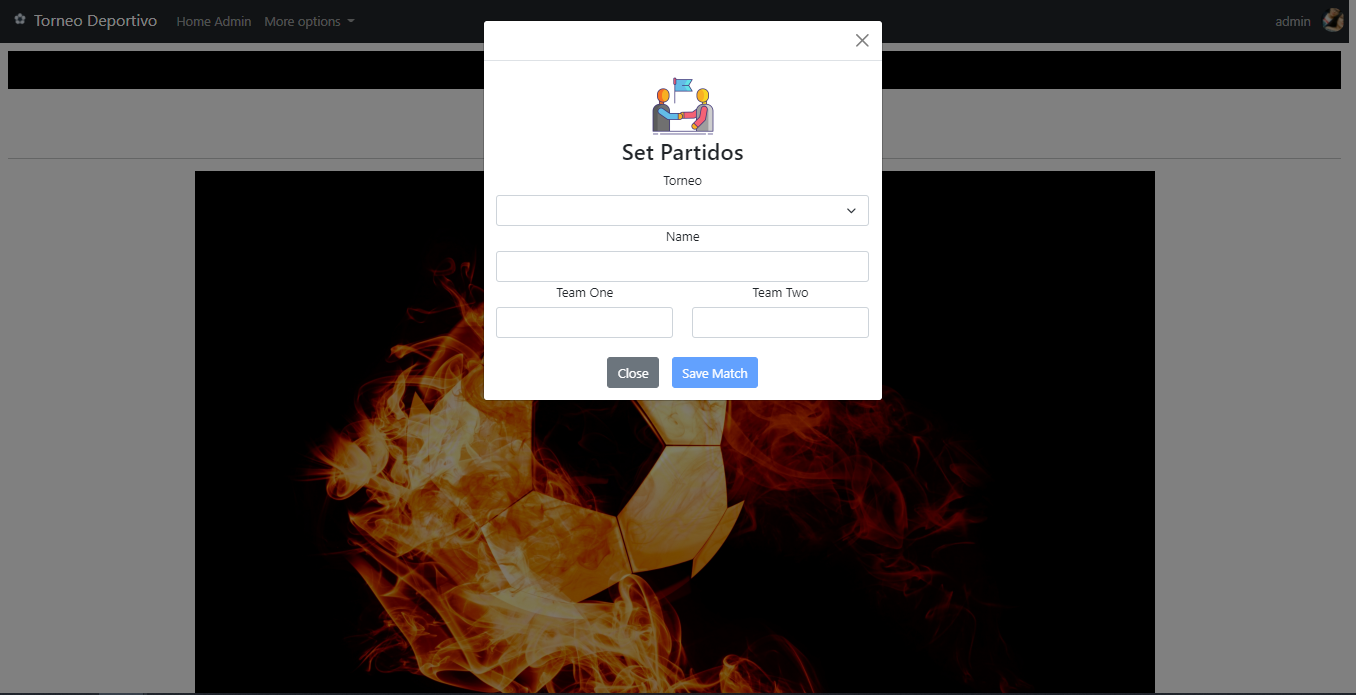 Torneo Deportivo Home Admin More options admin
Set Partidos
Torneo
Name
Team One Team Two
Close Save Match